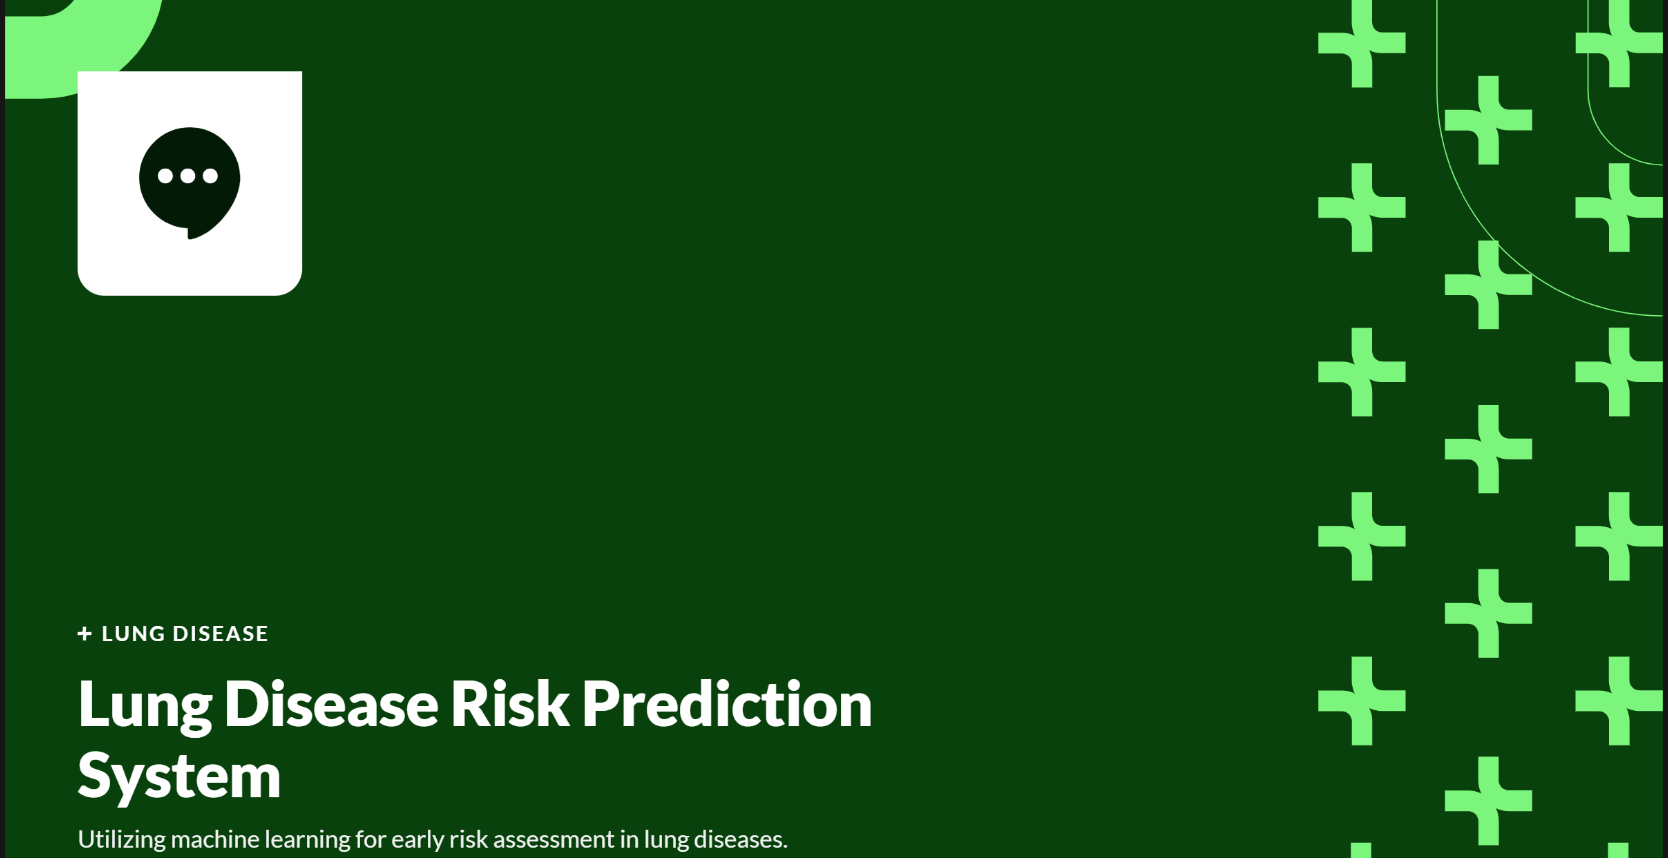 + LUNG DISEASE
Lung Disease Risk Prediction
System
Utilizing machine learning for early risk assessment in lung diseases.